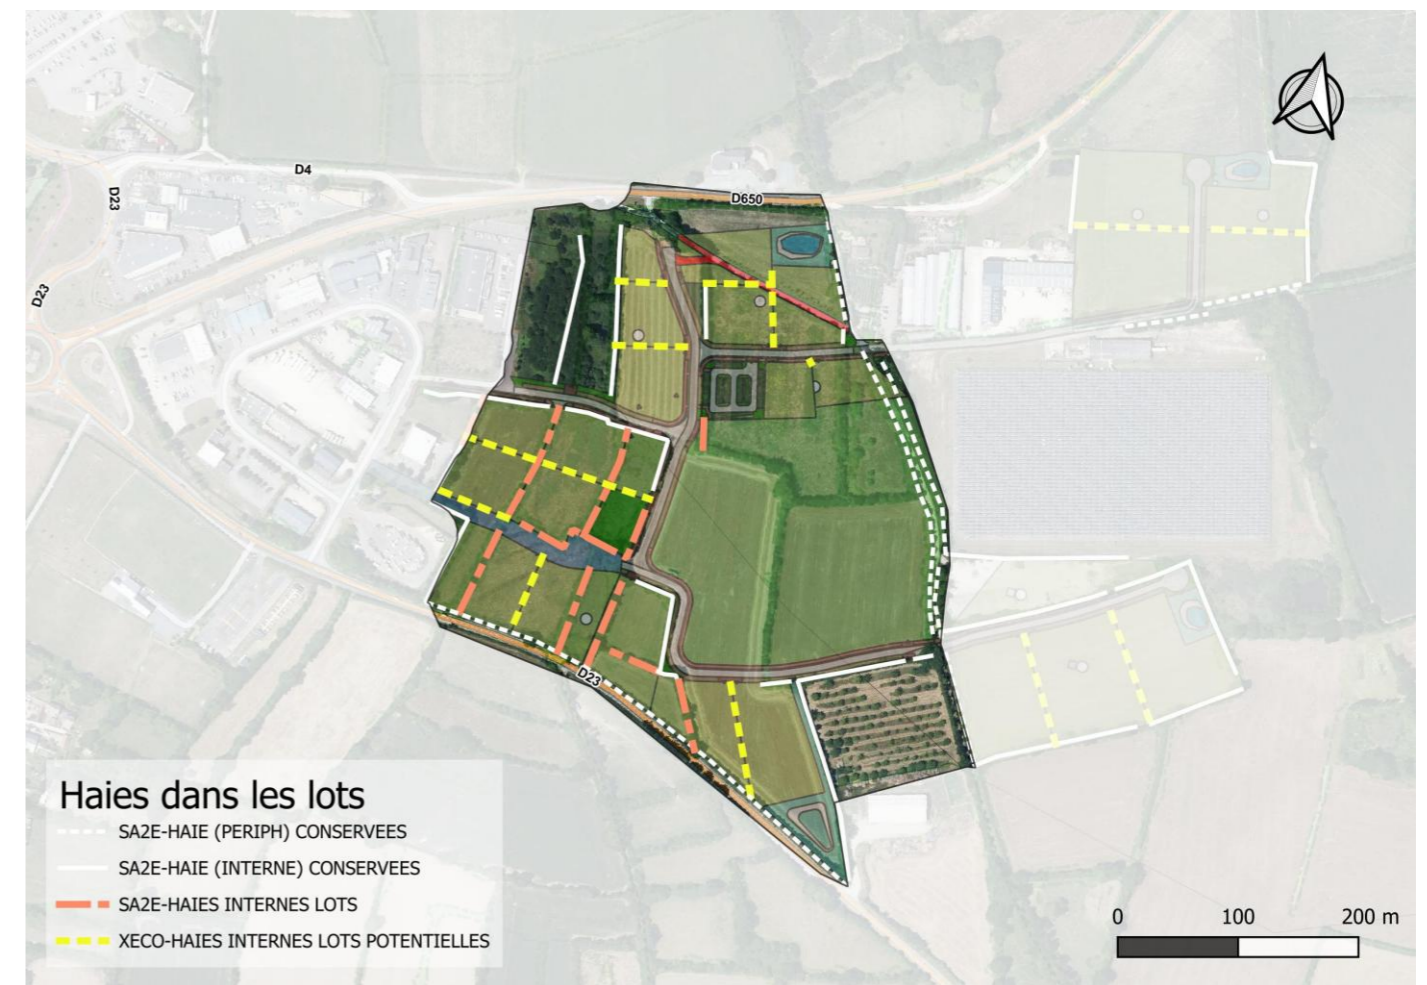 D4
D650
D23
D23
D23
Haies dans les lots
SA2E-HAIE (PERIPH) CONSERVEES
SA2E-HAIE (INTERNE) CONSERVEES
SA2E-HAIES INTERNES LOTS
XECO-HAIES INTERNES LOTS POTENTIELLES
0 100 200 m